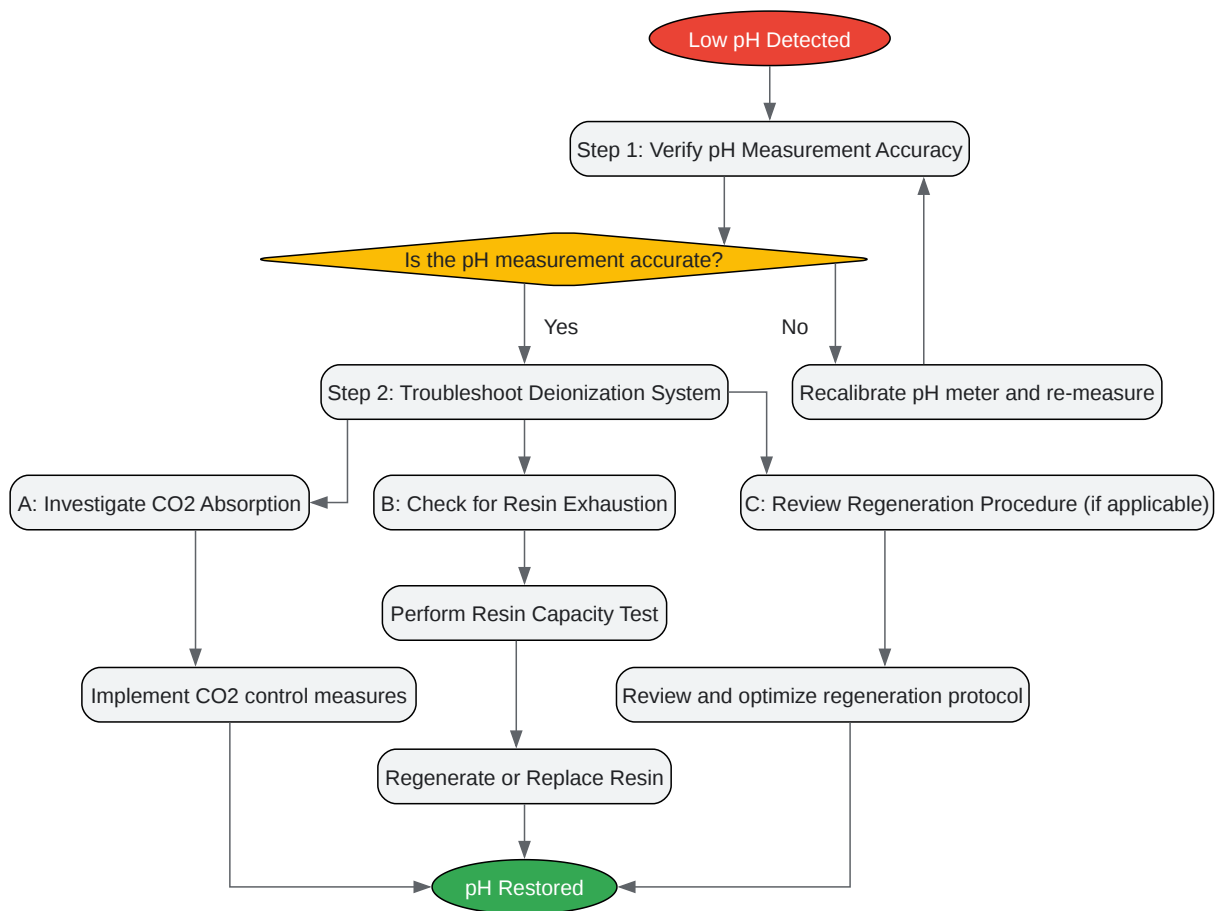 Low pH Detected
Step 1: Verify pH Measurement Accuracy
Is the pH measurement accurate?
Yes
No
Step 2: Troubleshoot Deionization System
Recalibrate pH meter and re-measure
A: Investigate CO2 Absorption
B: Check for Resin Exhaustion
C: Review Regeneration Procedure (if applicable)
Perform Resin Capacity Test
Implement CO2 control measures
Review and optimize regeneration protocol
Regenerate or Replace Resin
pH Restored